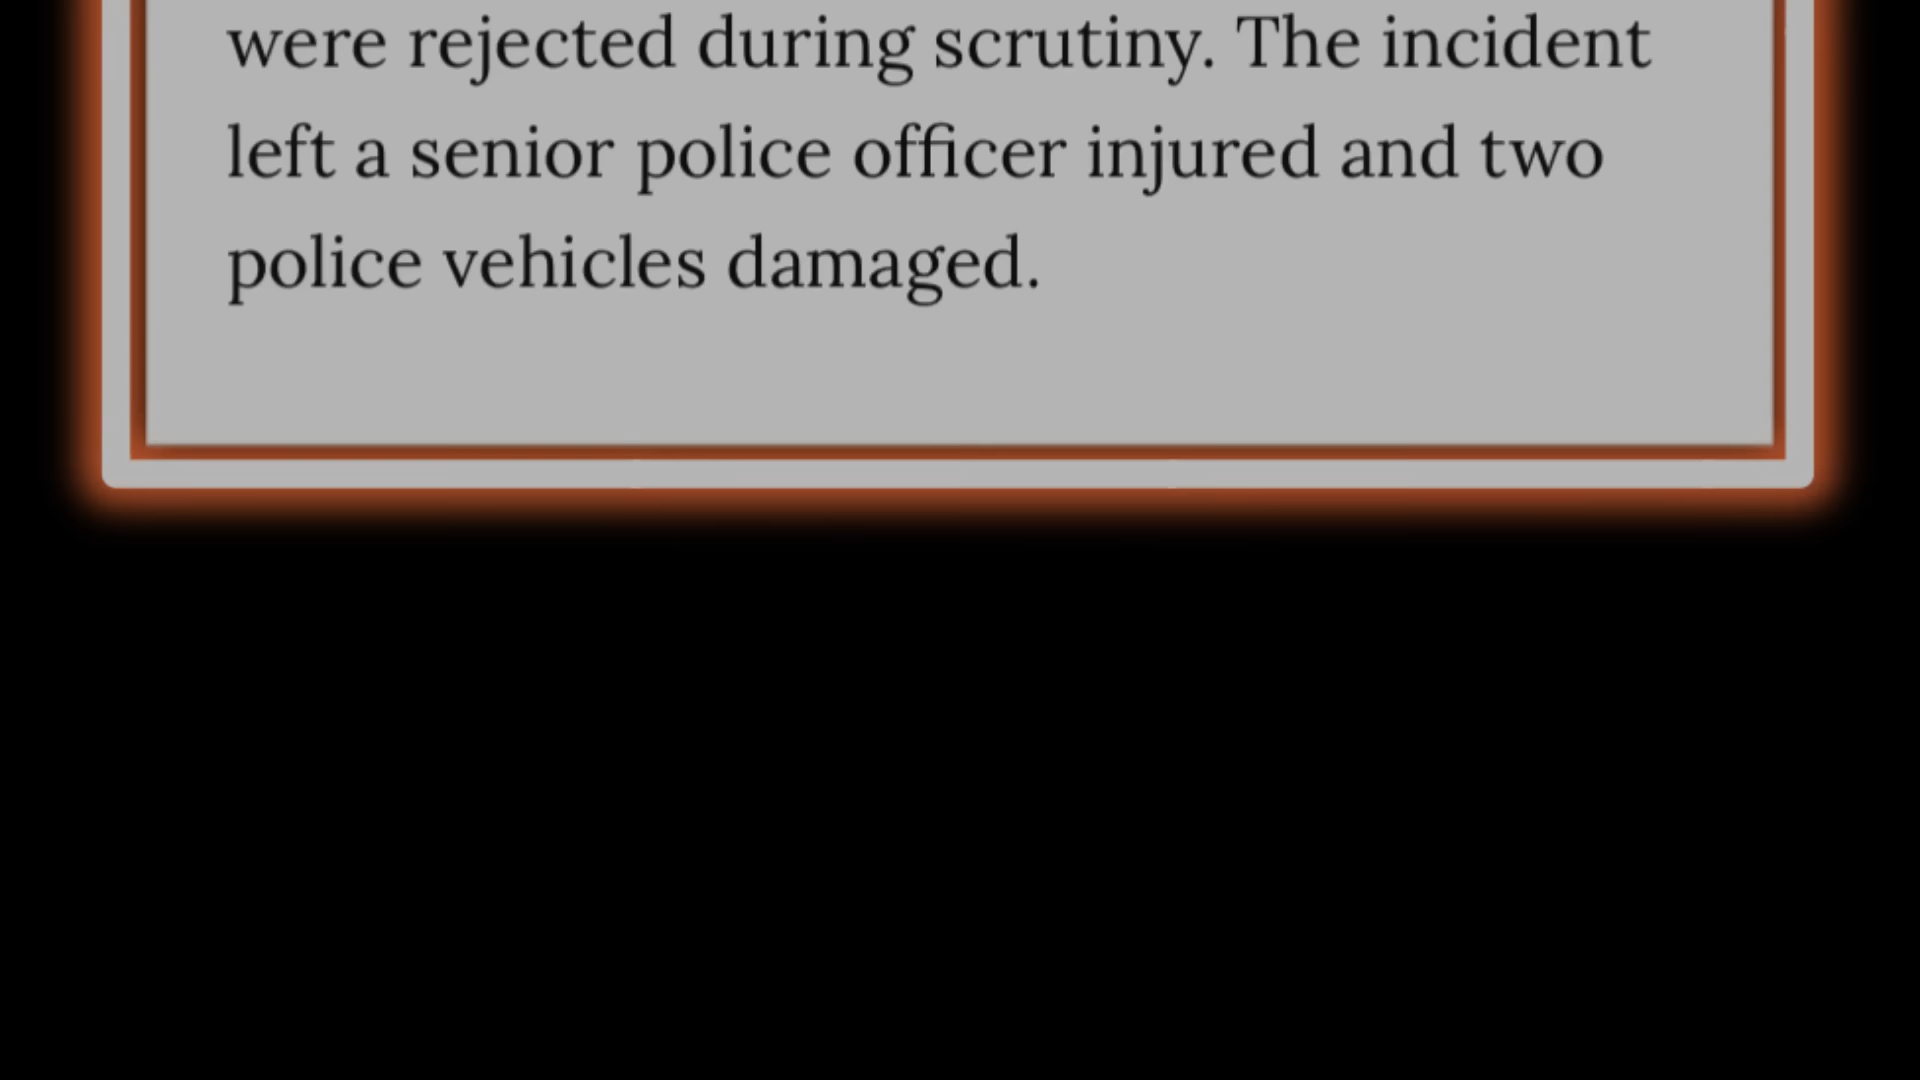 were rejected during scrutiny. The incident
left a senior police officer injured and two
police vehicles damaged.